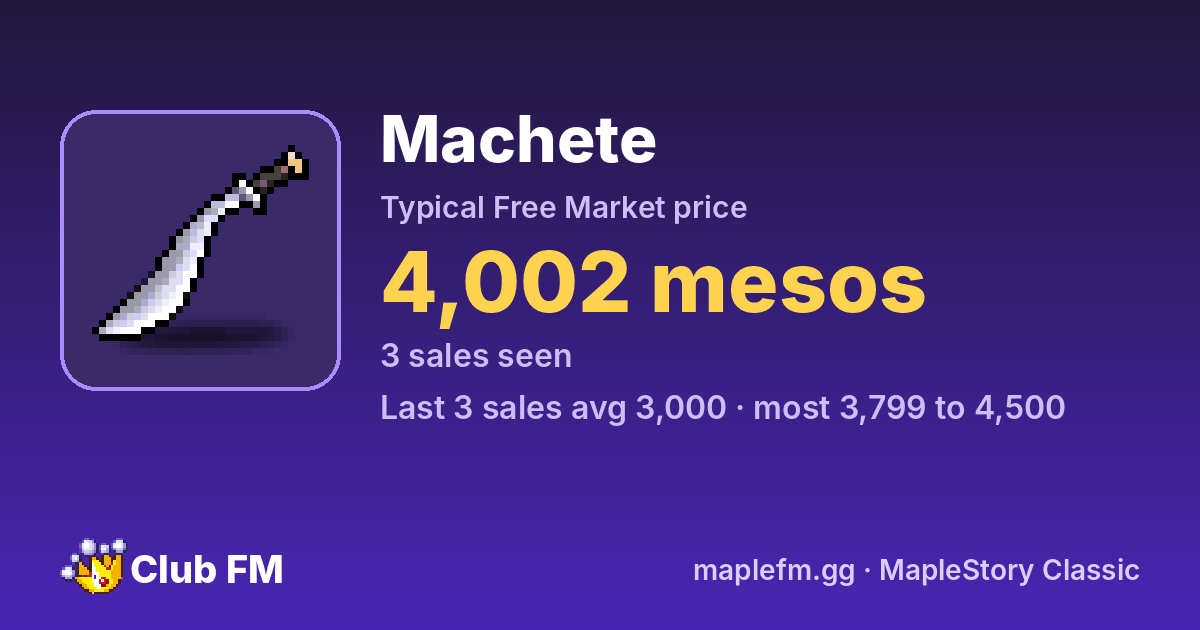 Machete
Typical Free Market price
4,002 mesos
3 sales seen
Last 3 sales avg 3,000 · most 3,799 to 4,500
Club FM
maplefm.gg · MapleStory Classic